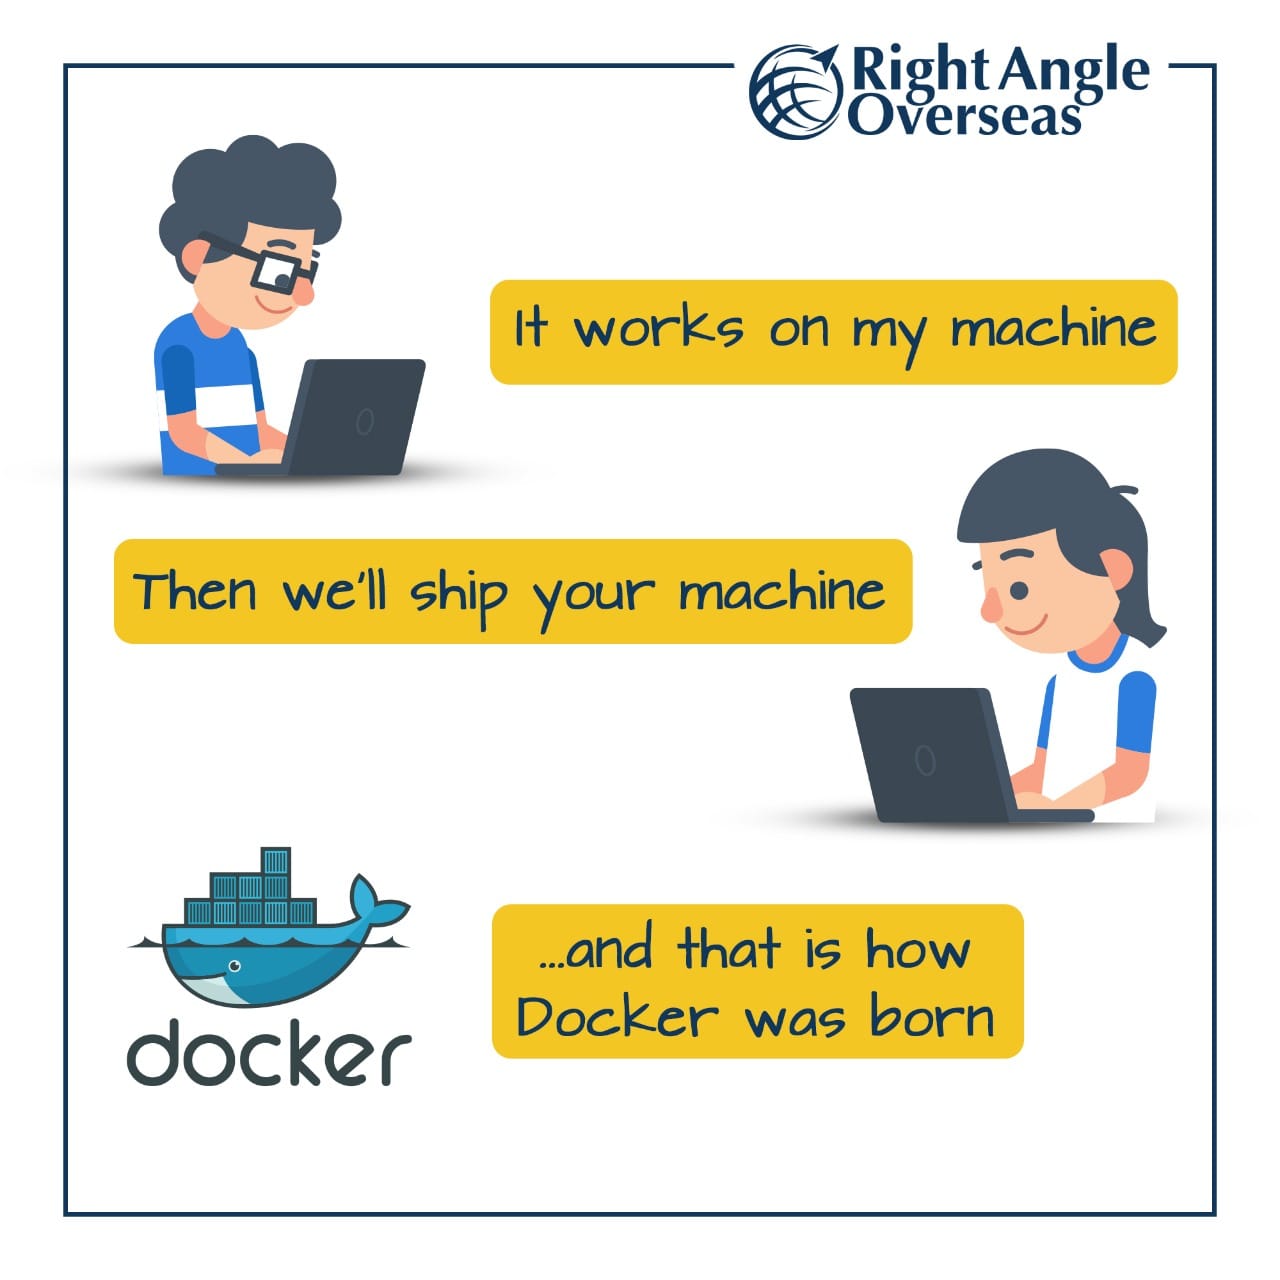 Right Angle
Overseas
It works on my machine
Then we'll ship your machine
...and that is how
Docker was born
docker